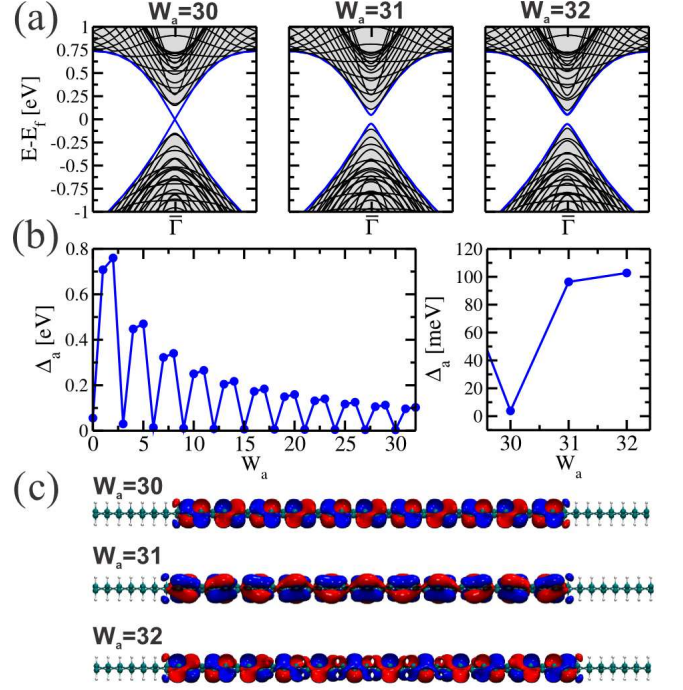 (a)
W_a=30
W_a=31
W_a=32
E-E_f [eV]
1
0.75
0.5
0.25
0
-0.25
-0.5
-0.75
-1
Γ̿
Γ̿
Γ̿
(b)
Δ_a [eV]
0.8
0.6
0.4
0.2
0
0 5 10 15 20 25 30
W_a
Δ_a [meV]
120
100
80
60
40
20
0
30 31 32
W_a
(c)
W_a=30
W_a=31
W_a=32